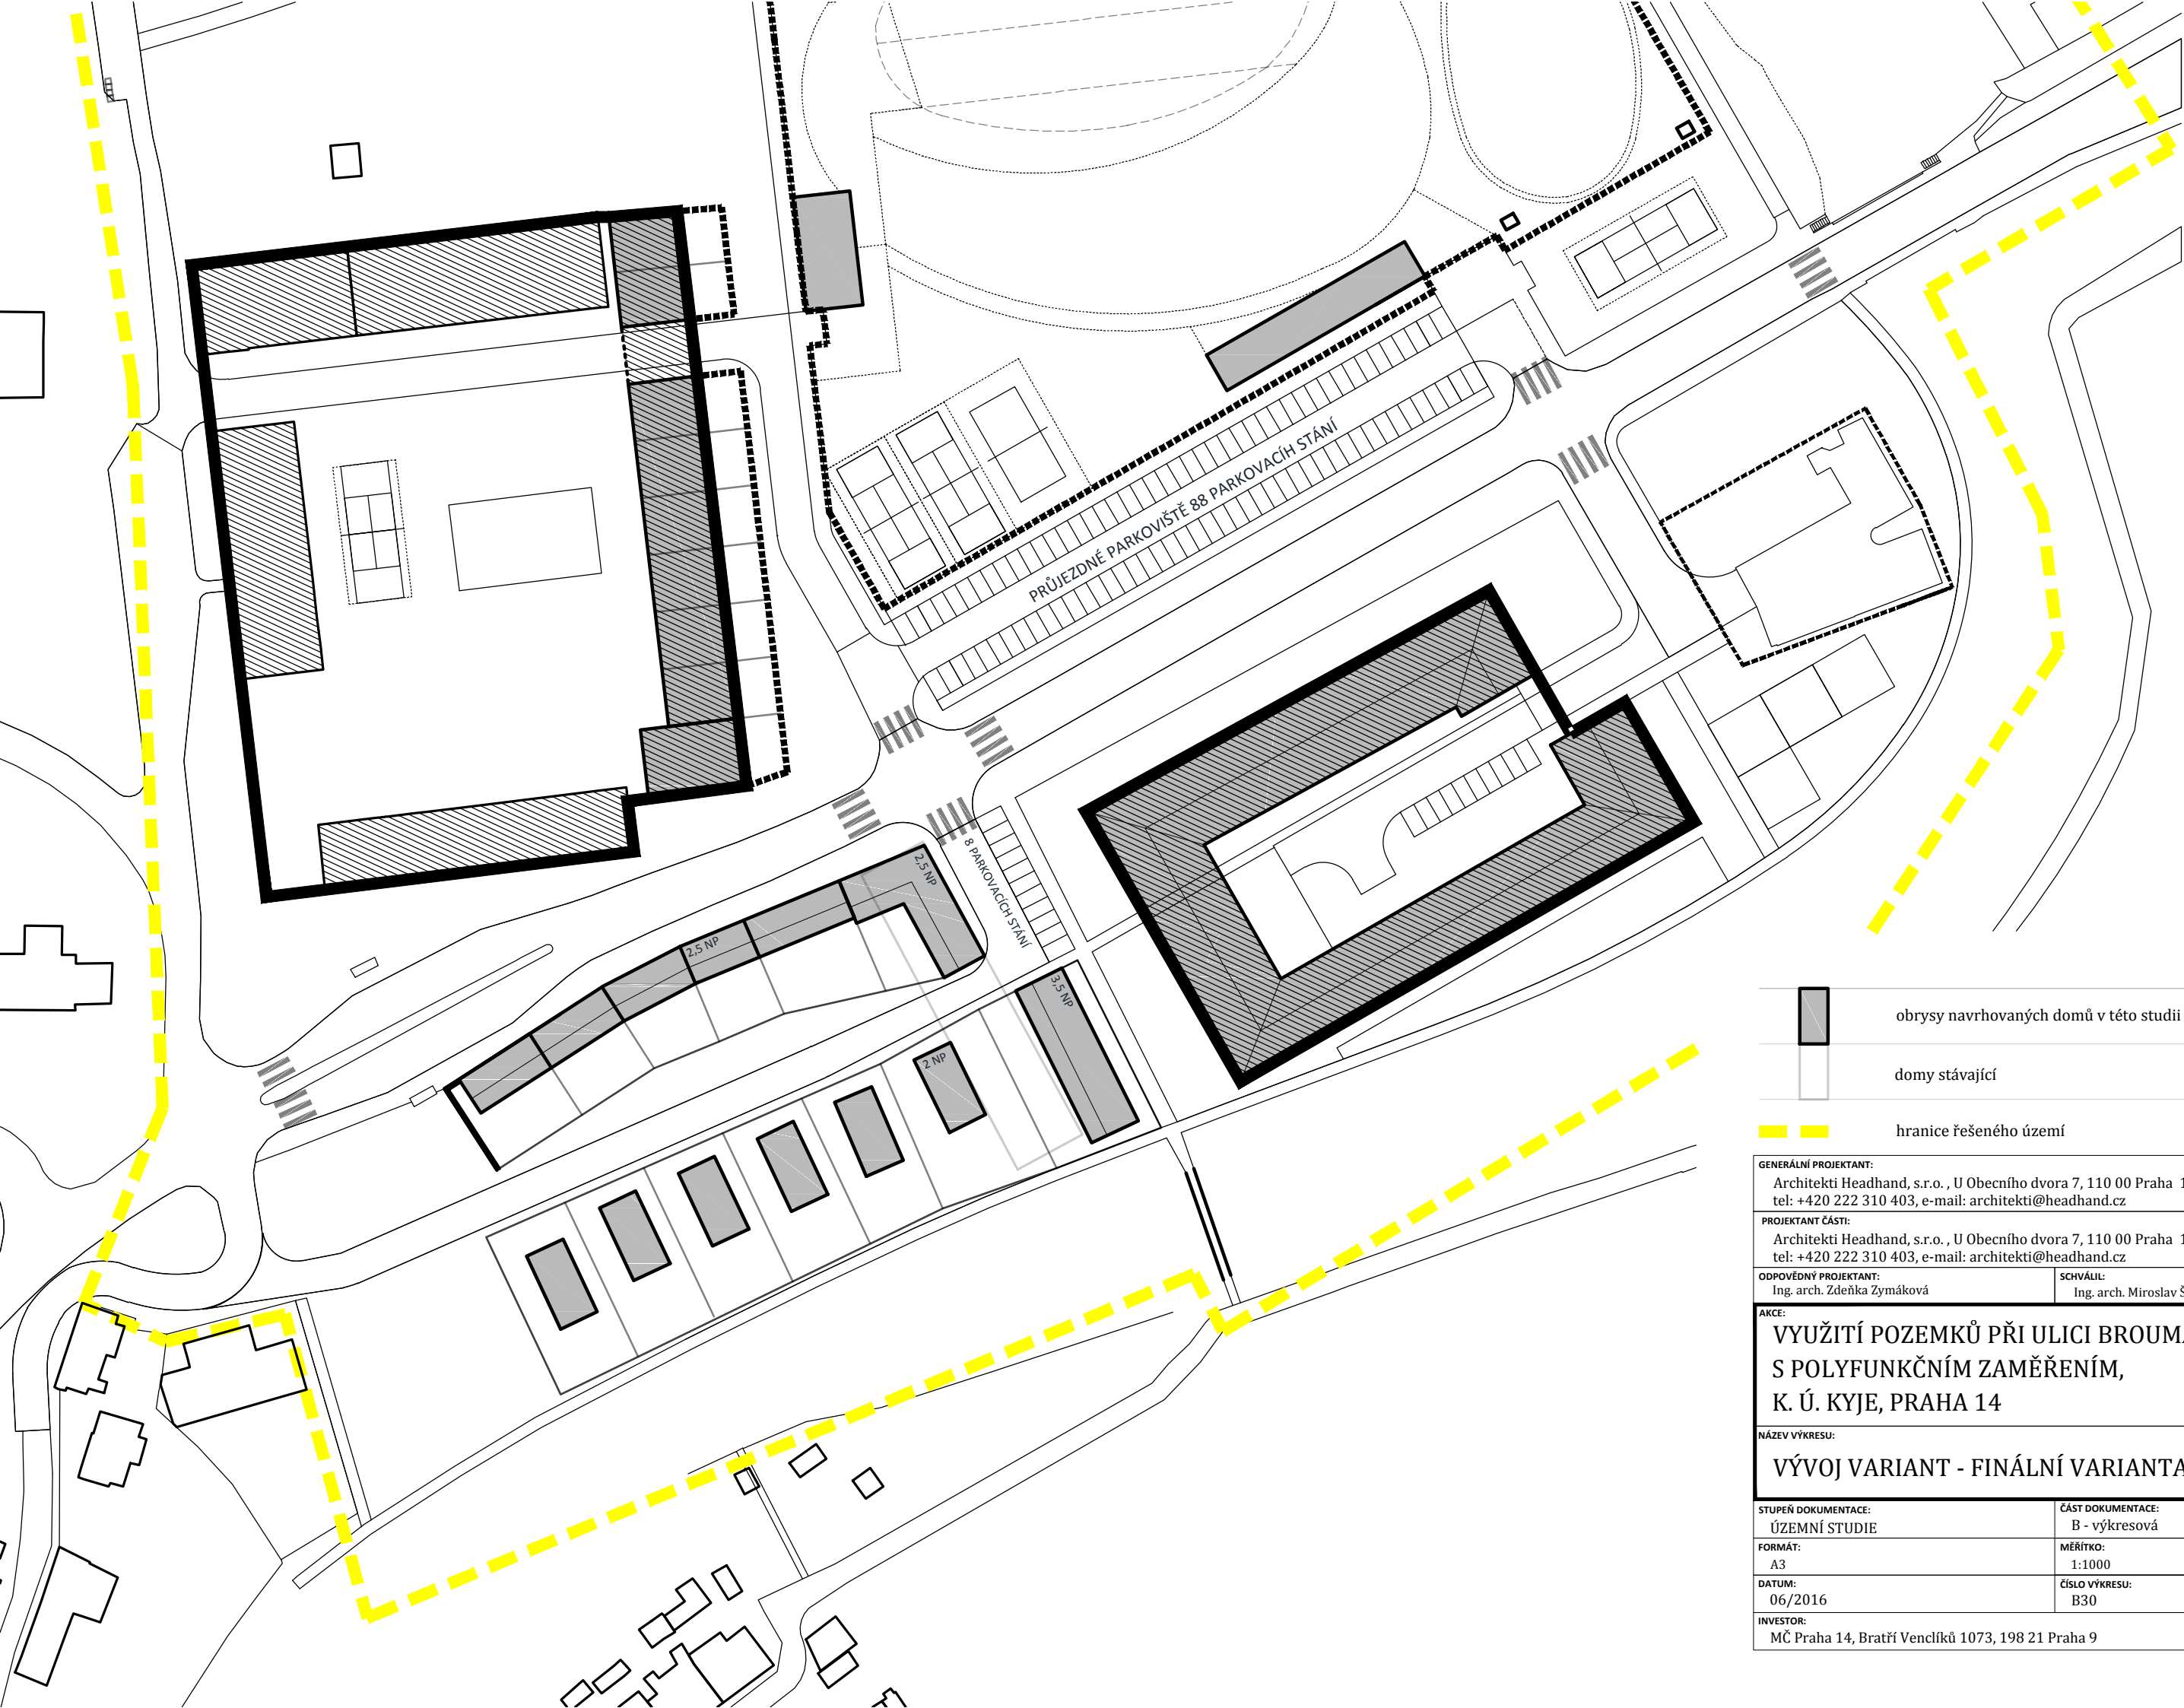 PRŮJEZDNÉ PARKOVIŠTĚ 88 PARKOVACÍH STÁNÍ
8 PARKOVACÍCH STÁNÍ
2,5 NP
2,5 NP
3,5 NP
2 NP
obrysy navrhovaných domů v této studii
domy stávající
hranice řešeného území
GENERÁLNÍ PROJEKTANT:
Architekti Headhand, s.r.o. , U Obecního dvora 7, 110 00 Praha 1
tel: +420 222 310 403, e-mail: architekti@headhand.cz
PROJEKTANT ČÁSTI:
Architekti Headhand, s.r.o. , U Obecního dvora 7, 110 00 Praha 1
tel: +420 222 310 403, e-mail: architekti@headhand.cz
ODPOVĚDNÝ PROJEKTANT:
Ing. arch. Zdeňka Zymáková
SCHVÁLIL:
Ing. arch. Miroslav
AKCE:
VYUŽITÍ POZEMKŮ PŘI ULICI
S POLYFUNKČNÍM ZAMĚŘENÍM,
K. Ú. KYJE, PRAHA 14
NÁZEV VÝKRESU:
VÝVOJ VARIANT - FINÁLNÍ VARIANTA
STUPEŇ DOKUMENTACE:
ÚZEMNÍ STUDIE
ČÁST DOKUMENTACE:
B - výkresová
FORMÁT:
A3
MĚŘÍTKO:
1:1000
DATUM:
06/2016
ČÍSLO VÝKRESU:
B30
INVESTOR:
MČ Praha 14, Bratří Venclíků 1073, 198 21 Praha 9